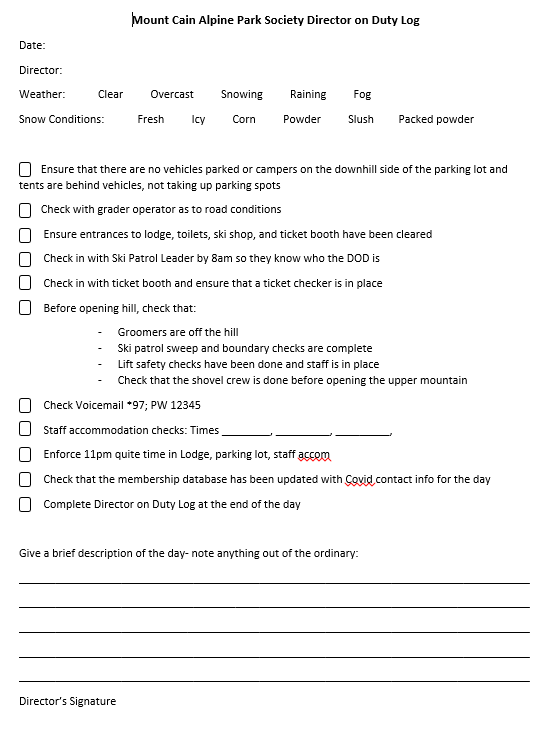 Mount Cain Alpine Park Society Director on Duty Log
Date:
Director:
Weather: Clear Overcast Snowing Raining Fog
Snow Conditions: Fresh Icy Corn Powder Slush Packed powder
Ensure that there are no vehicles parked or campers on the downhill side of the parking lot and
tents are behind vehicles, not taking up parking spots
Check with grader operator as to road conditions
Ensure entrances to lodge, toilets, ski shop, and ticket booth have been cleared
Check in with Ski Patrol Leader by 8am so they know who the DOD is
Check in with ticket booth and ensure that a ticket checker is in place
Before opening hill, check that:
- Groomers are off the hill
- Ski patrol sweep and boundary checks are complete
- Lift safety checks have been done and staff is in place
- Check that the shovel crew is done before opening the upper mountain
Check Voicemail *97; PW 12345
Staff accommodation checks: Times ________, _________, _________,
Enforce 11pm quite time in Lodge, parking lot, staff accom
Check that the membership database has been updated with Covid contact info for the day
Complete Director on Duty Log at the end of the day
Give a brief description of the day- note anything out of the ordinary:
Director's Signature